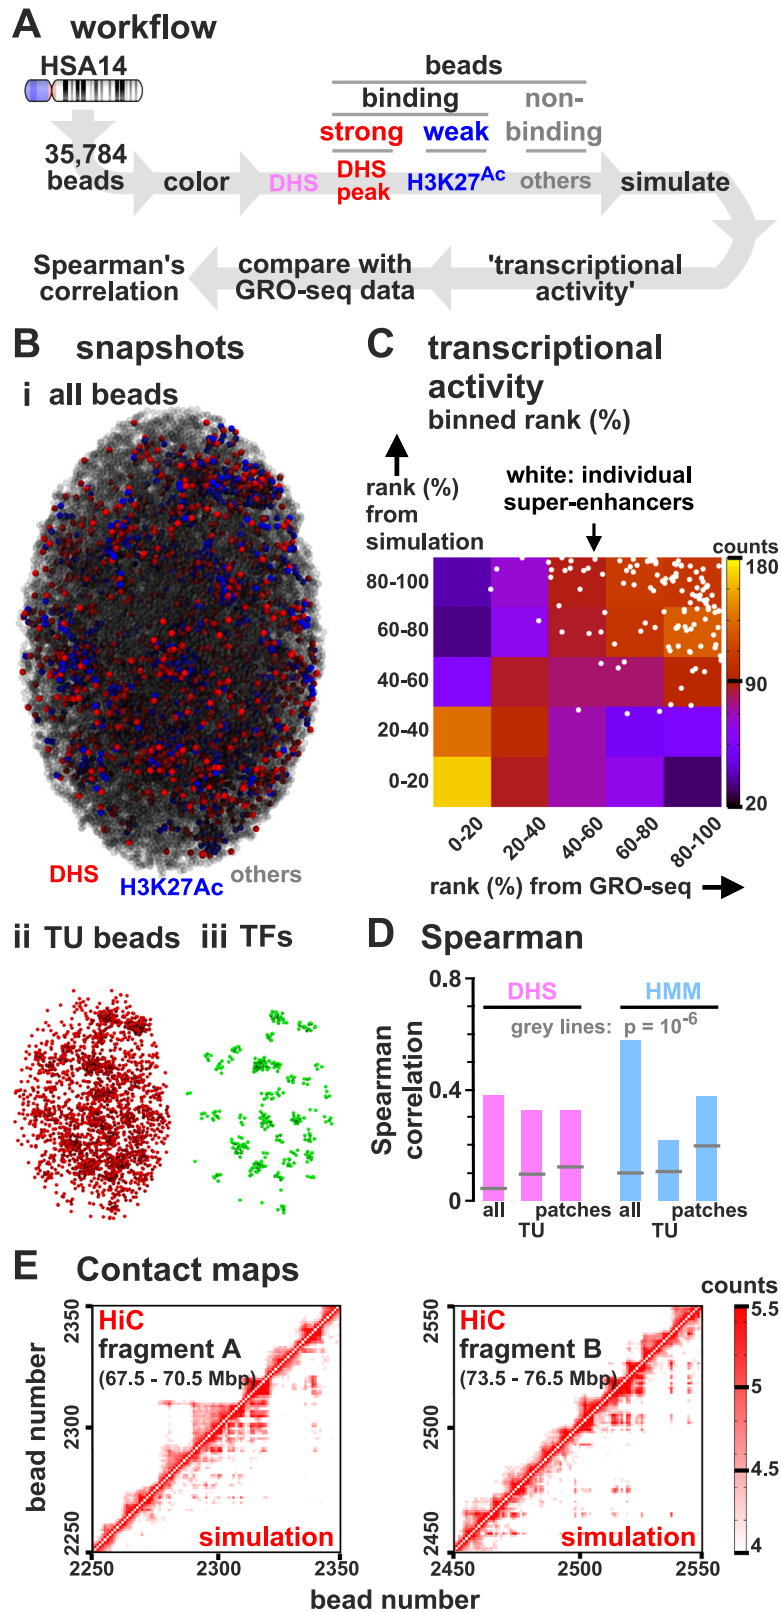 A workflow
HSA14
beads
binding
non-
binding
strong
weak
35,784
beads
color
DHS
DHS
peak
H3K27Ac
others
simulate
Spearman's
correlation
compare with
GRO-seq data
'transcriptional
activity'
B snapshots
i all beads
DHS
H3K27Ac
others
ii TU beads
iii TFs
C transcriptional
activity
binned rank (%)
rank (%)
from
simulation
white: individual
super-enhancers
counts
180
90
20
80-100
60-80
40-60
20-40
0-20
0-20
20-40
40-60
60-80
80-100
rank (%) from GRO-seq
D Spearman
Spearman
correlation
0.8
0.4
0
DHS
HMM
grey lines: p = 10-6
all
TU
patches
all
TU
patches
E Contact maps
bead number
2350
2300
2250
HiC
fragment A
(67.5 - 70.5 Mbp)
simulation
2250
2300
2350
2550
2500
2450
HiC
fragment B
(73.5 - 76.5 Mbp)
simulation
2450
2500
2550
bead number
counts
5.5
5
4.5
4